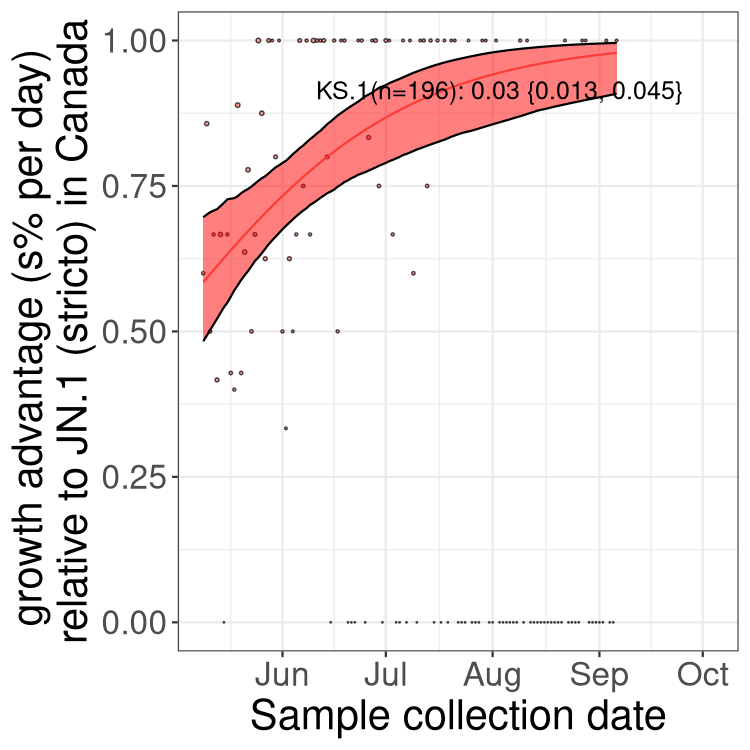 growth advantage (s% per day)
relative to JN.1 (stricto) in Canada
1.00
0.75
0.50
0.25
0.00
KS.1(n=196): 0.03 {0.013, 0.045}
Jun Jul Aug Sep Oct
Sample collection date